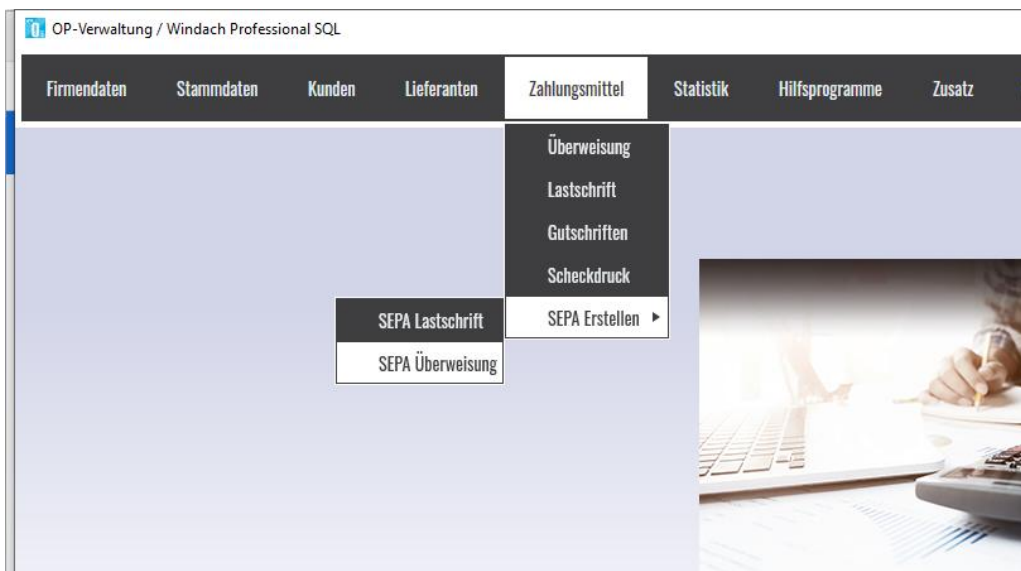 OP-Verwaltung / Windach Professional SQL
Firmendaten Stammdaten Kunden Lieferanten Zahlungsmittel Statistik Hilfsprogramme Zusatz
Überweisung
Lastschrift
Gutschriften
Scheckdruck
SEPA Erstellen
SEPA Lastschrift
SEPA Überweisung